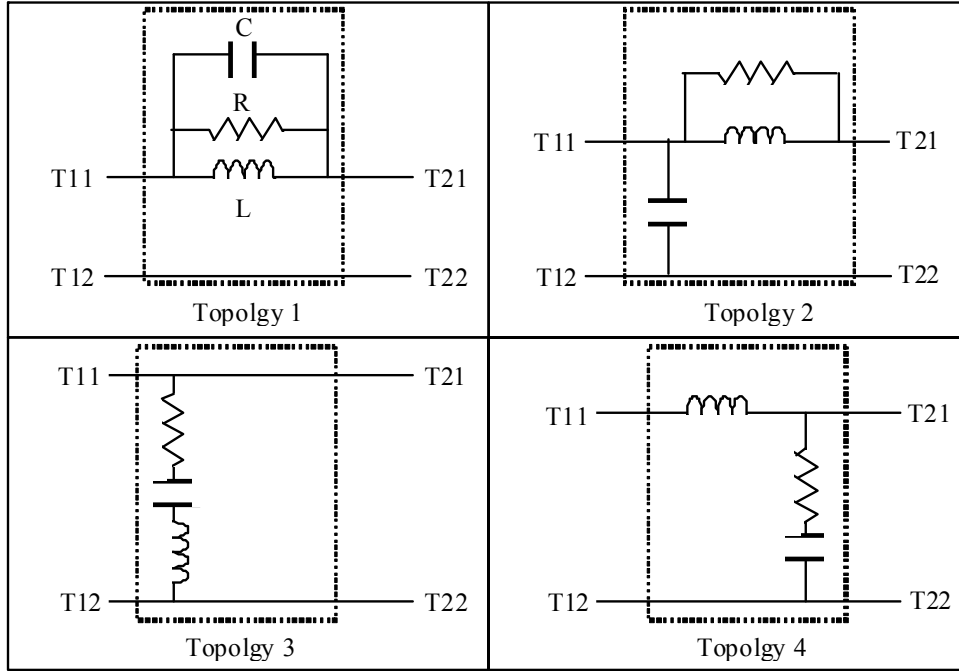 C
R
T11 T21
L
T12 T22
Topolgy 1
T11 T21
T12 T22
Topolgy 2
T11 T21
T12 T22
Topolgy 3
T11 T21
T12 T22
Topolgy 4